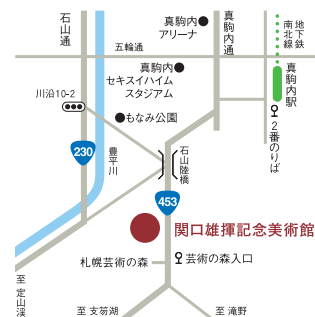 石山通
真駒内
アリーナ
真駒内通
地下鉄
南北線
五輪通
真駒内
セキスイハイム
スタジアム
真駒内駅
川沿10-2
もなみ公園
2番のりば
230
豊平川
石山陸橋
453
関口雄揮記念美術館
札幌芸術の森
芸術の森入口
至定山渓
至 支笏湖
至 滝野